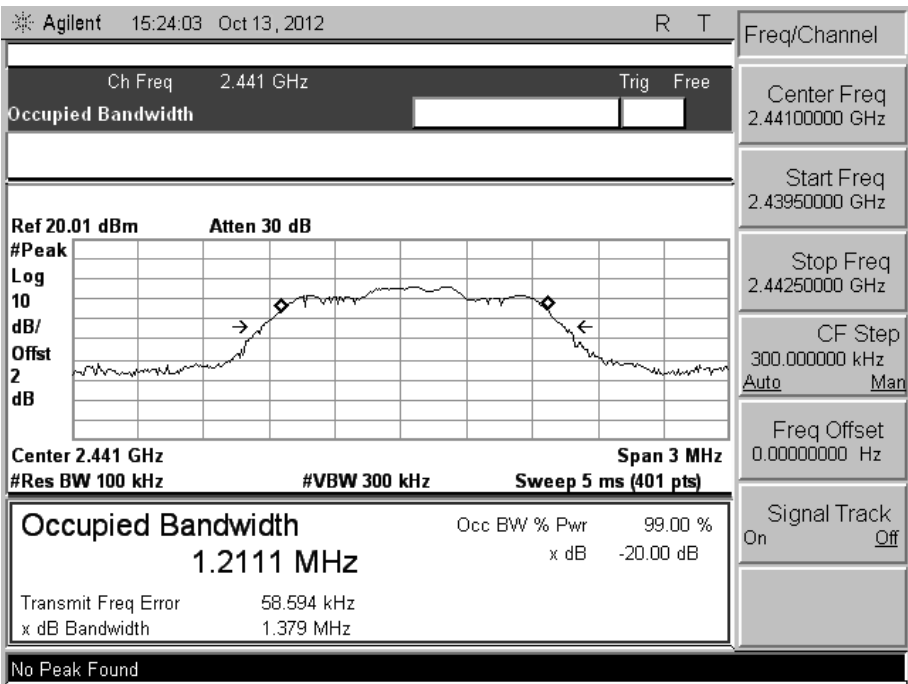 Agilent 15:24:03 Oct 13, 2012 R T
Ch Freq 2.441 GHz Trig Free
Occupied Bandwidth
Ref 20.01 dBm Atten 30 dB
#Peak
Log
10
dB/
Offst
2
dB
Center 2.441 GHz Span 3 MHz
#Res BW 100 kHz #VBW 300 kHz Sweep 5 ms (401 pts)
Occupied Bandwidth
1.2111 MHz
Occ BW % Pwr 99.00 %
x dB -20.00 dB
Transmit Freq Error 58.594 kHz
x dB Bandwidth 1.379 MHz
No Peak Found
Freq/Channel
Center Freq
2.44100000 GHz
Start Freq
2.43950000 GHz
Stop Freq
2.44250000 GHz
CF Step
300.000000 kHz
Auto Man
Freq Offset
0.00000000 Hz
Signal Track
On Off